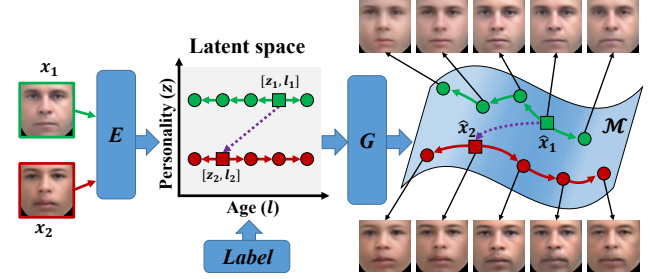 x₁
E
x₂
Latent space
Personality (z)
[z₁, l₁]
[z₂, l₂]
Age (l)
Label
G
x̂₂
x̂₁
ℳ